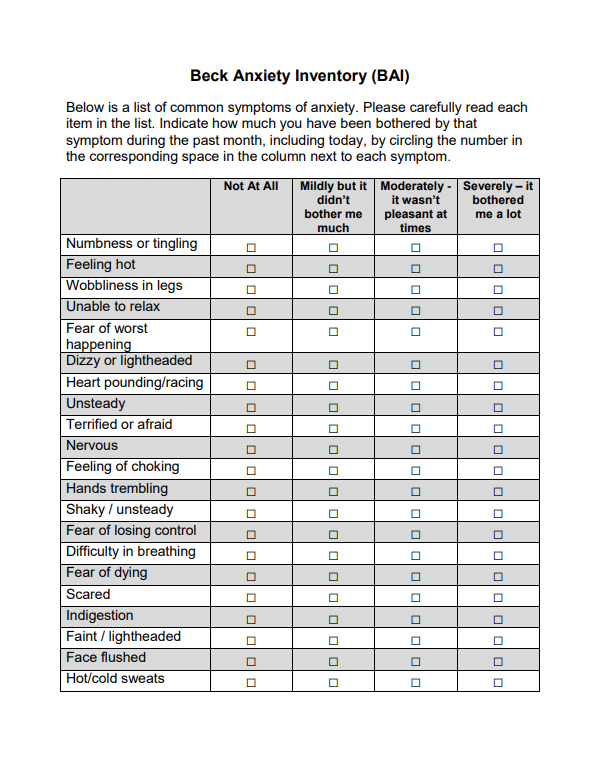 Beck Anxiety Inventory (BAI)
Below is a list of common symptoms of anxiety. Please carefully read each
item in the list. Indicate how much you have been bothered by that
symptom during the past month, including today, by circling the number in
the corresponding space in the column next to each symptom.
Not At All
Mildly but it
didn’t
bother me
much
Moderately -
it wasn’t
pleasant at
times
Severely – it
bothered
me a lot
Numbness or tingling
Feeling hot
Wobbliness in legs
Unable to relax
Fear of worst
happening
Dizzy or lightheaded
Heart pounding/racing
Unsteady
Terrified or afraid
Nervous
Feeling of choking
Hands trembling
Shaky / unsteady
Fear of losing control
Difficulty in breathing
Fear of dying
Scared
Indigestion
Faint / lightheaded
Face flushed
Hot/cold sweats